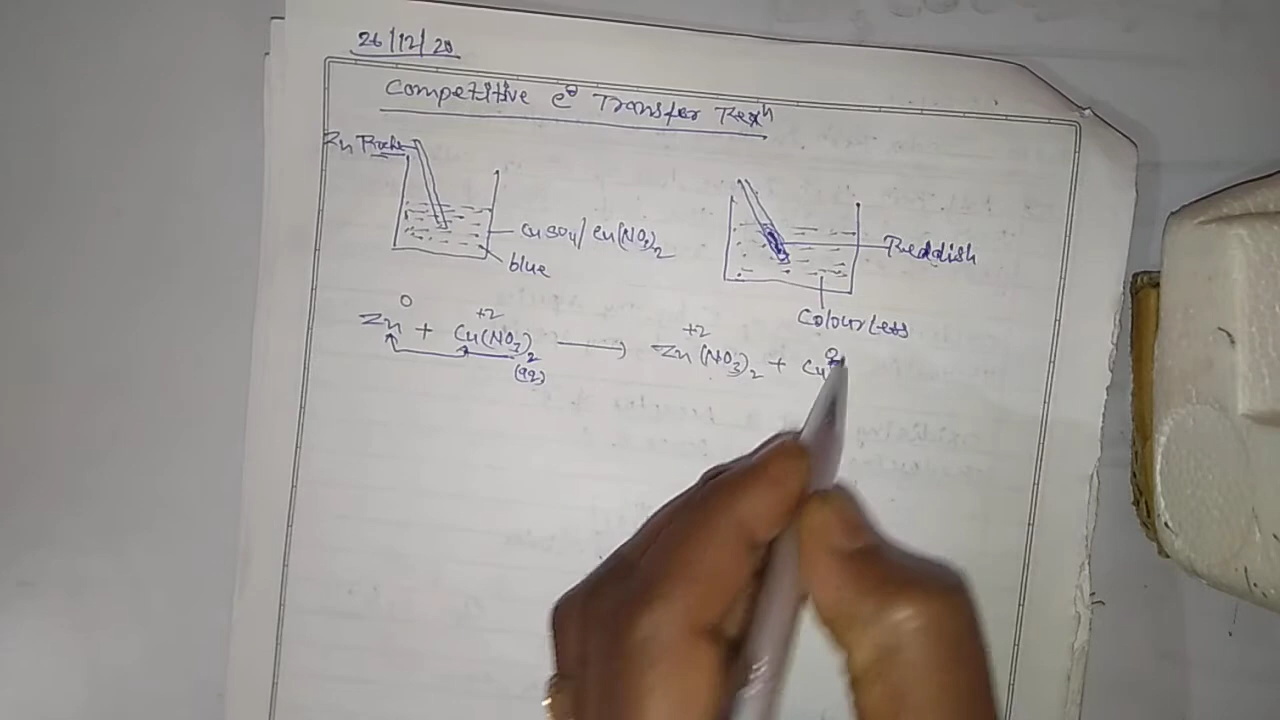 26/12/20
Competitive e⊖ Transfer Rexⁿ
Zn
CuSO4/Cu(NO3)2
blue
Reddish
Colourless
0 +2 +2 0
Zn + Cu(NO3)2 ⟶ Zn(NO3)2 + Cu
(aq)